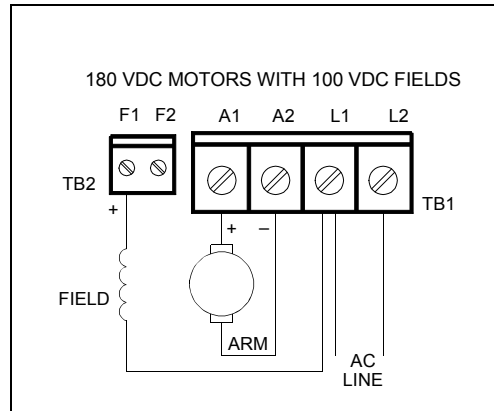 180 VDC MOTORS WITH 100 VDC FIELDS
F1 F2 A1 A2 L1 L2
TB2
TB1
+
+ –
FIELD
ARM
AC
LINE